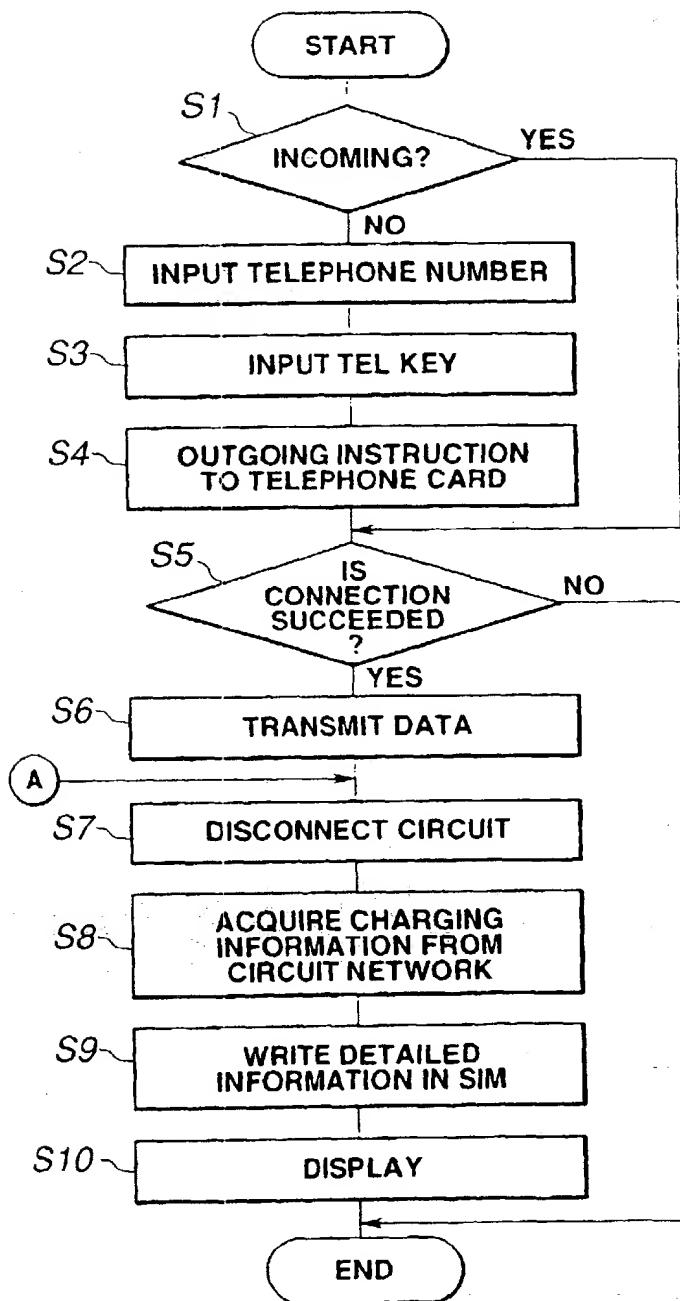 START
S1
INCOMING?
YES
NO
S2
INPUT TELEPHONE NUMBER
S3
INPUT TEL KEY
S4
OUTGOING INSTRUCTION
TO TELEPHONE CARD
S5
IS
CONNECTION
SUCCEEDED
?
NO
YES
S6
TRANSMIT DATA
A
S7
DISCONNECT CIRCUIT
S8
ACQUIRE CHARGING
INFORMATION FROM
CIRCUIT NETWORK
S9
WRITE DETAILED
INFORMATION IN SIM
S10
DISPLAY
END